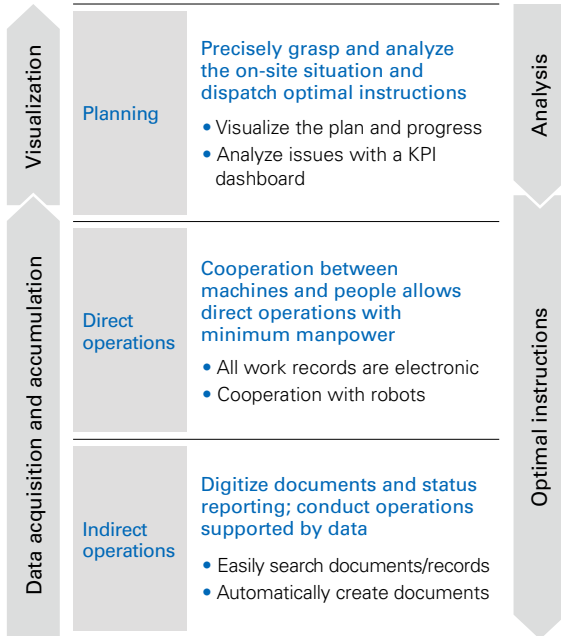 Visualization
Data acquisition and accumulation
Planning
Precisely grasp and analyze
the on-site situation and
dispatch optimal instructions
• Visualize the plan and progress
• Analyze issues with a KPI
dashboard
Direct
operations
Cooperation between
machines and people allows
direct operations with
minimum manpower
• All work records are electronic
• Cooperation with robots
Indirect
operations
Digitize documents and status
reporting; conduct operations
supported by data
• Easily search documents/records
• Automatically create documents
Analysis
Optimal instructions